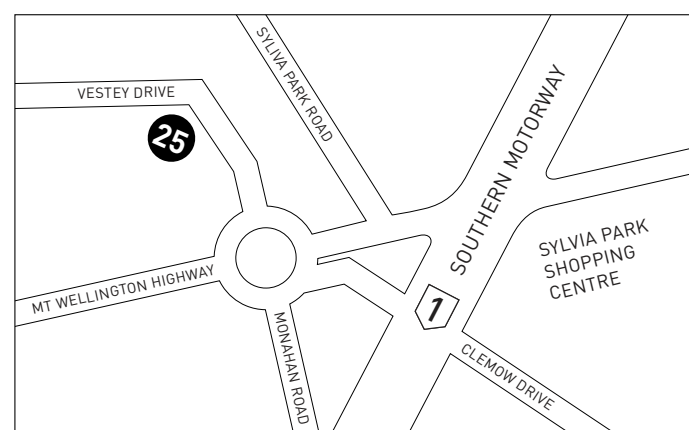 SYLIVA PARK ROAD
VESTEY DRIVE
25
SOUTHERN MOTORWAY
SYLVIA PARK
SHOPPING
CENTRE
MT WELLINGTON HIGHWAY
1
MONAHAN ROAD
CLEMOW DRIVE